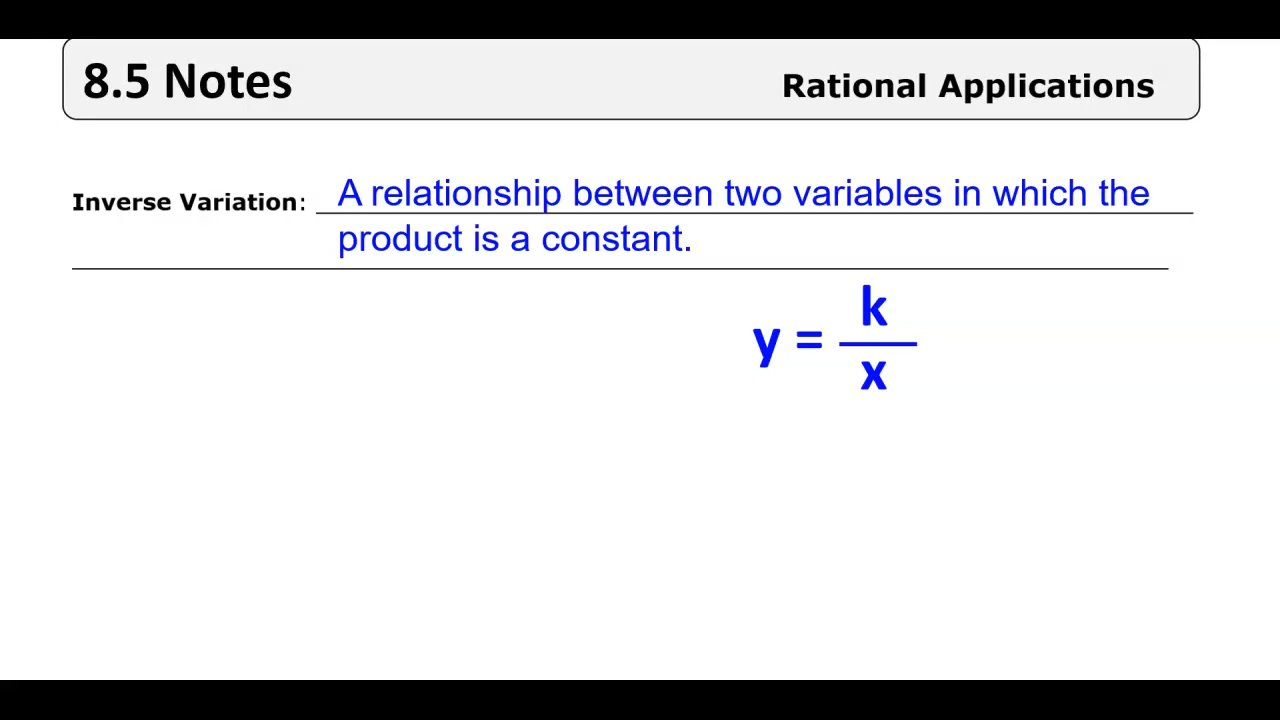 8.5 Notes
Rational Applications
Inverse Variation: A relationship between two variables in which the
product is a constant.
y = k
x